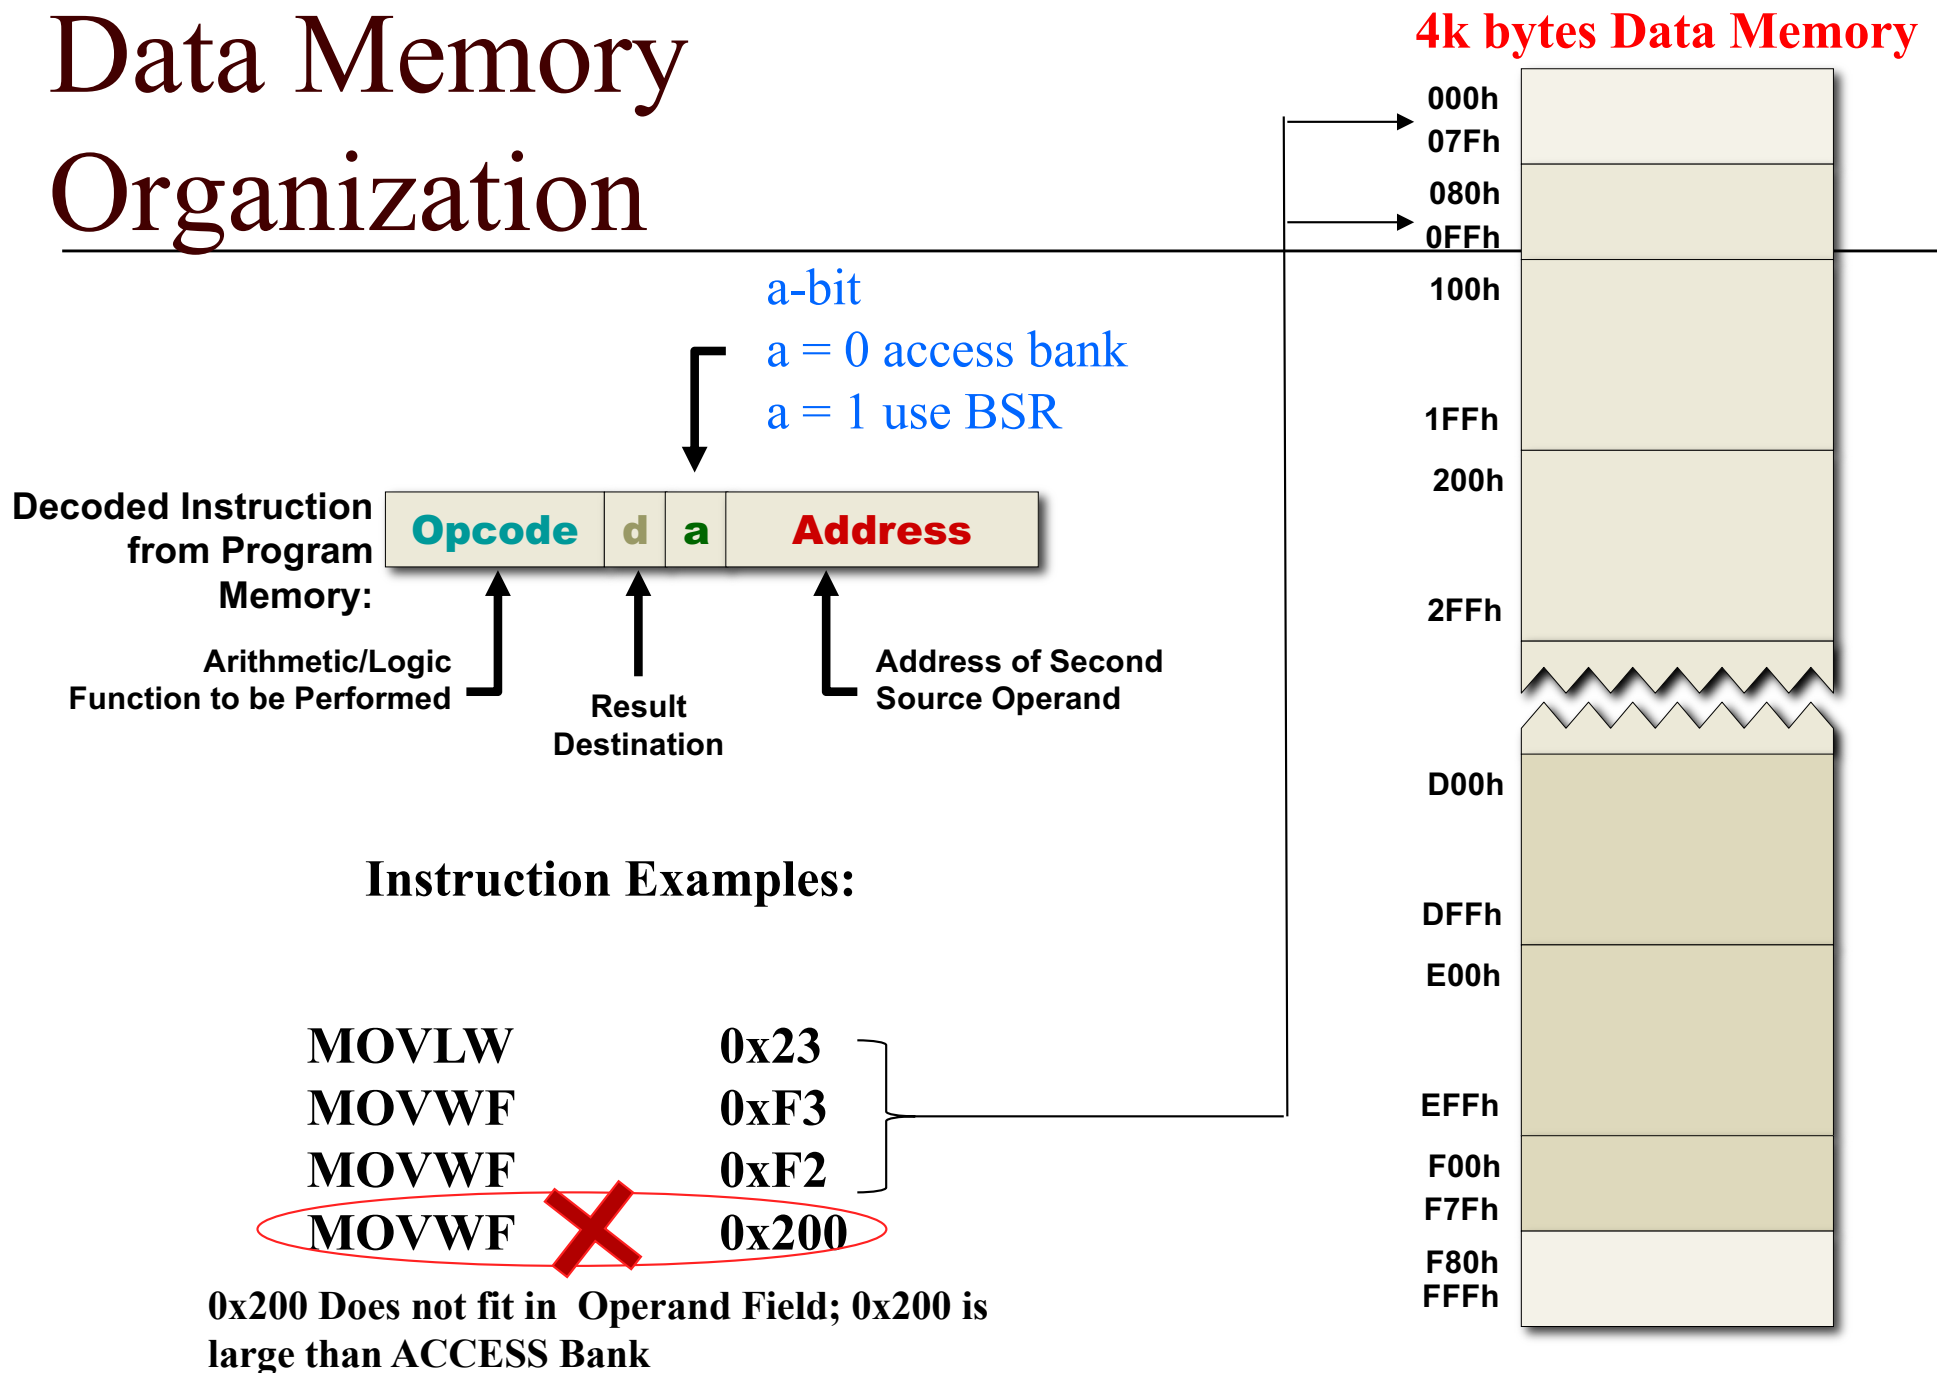 Data Memory
Organization
4k bytes Data Memory
000h
07Fh
080h
0FFh
100h
1FFh
200h
2FFh
D00h
DFFh
E00h
EFFh
F00h
F7Fh
F80h
FFFh
a-bit
a = 0 access bank
a = 1 use BSR
Decoded Instruction
from Program
Memory:
Opcode d a Address
Arithmetic/Logic
Function to be Performed
Result
Destination
Address of Second
Source Operand
Instruction Examples:
MOVLW 0x23
MOVWF 0xF3
MOVWF 0xF2
MOVWF 0x200
0x200 Does not fit in Operand Field; 0x200 is
large than ACCESS Bank